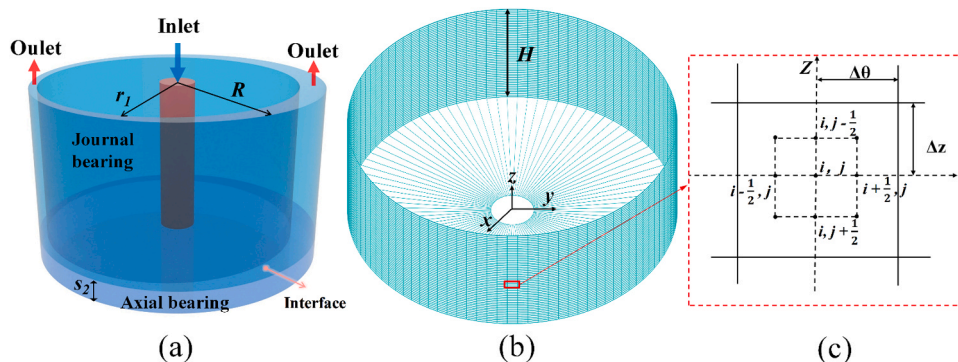 Inlet
Oulet
Oulet
r₁
R
Journal
bearing
s₂
Axial bearing
Interface
(a)
H
z
y
x
(b)
Z
Δθ
i, j - 1/2
Δz
i, j
i - 1/2, j
i + 1/2, j
i, j + 1/2
(c)